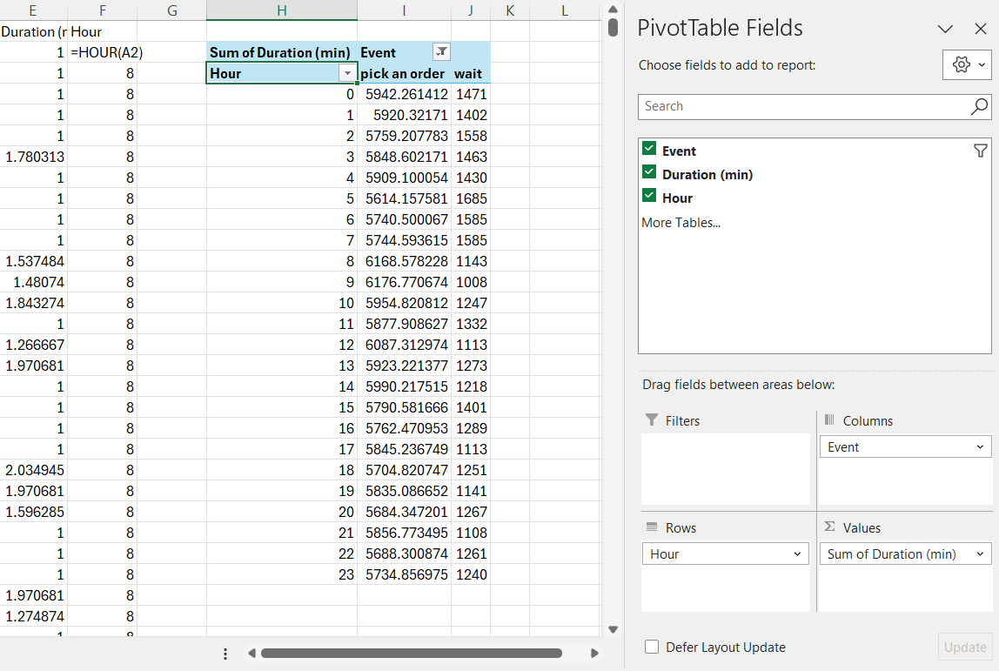 E F G H I J K L
Duration (r Hour
1 =HOUR(A2) Sum of Duration (min) Event
1 8 Hour pick an order wait
1 8 0 5942.261412 1471
1 8 1 5920.32171 1402
1 8 2 5759.207783 1558
1.780313 8 3 5848.602171 1463
1 8 4 5909.100054 1430
1 8 5 5614.157581 1685
1 8 6 5740.500067 1585
1 8 7 5744.593615 1585
1.537484 8 8 6168.578228 1143
1.48074 8 9 6176.770674 1008
1.843274 8 10 5954.820812 1247
1 8 11 5877.908627 1332
1.266667 8 12 6087.312974 1113
1.970681 8 13 5923.221377 1273
1 8 14 5990.217515 1218
1 8 15 5790.581666 1401
1 8 16 5762.470953 1289
1 8 17 5845.236749 1113
2.034945 8 18 5704.820747 1251
1.970681 8 19 5835.086652 1141
1.596285 8 20 5684.347201 1267
1 8 21 5856.773495 1108
1 8 22 5688.300874 1261
1 8 23 5734.856975 1240
1.970681 8
1.274874 8
1 8
PivotTable Fields
Choose fields to add to report:
Search
Event
Duration (min)
Hour
More Tables...
Drag fields between areas below:
Filters
Columns
Event
Rows
Hour
Σ Values
Sum of Duration (min)
Defer Layout Update
Update